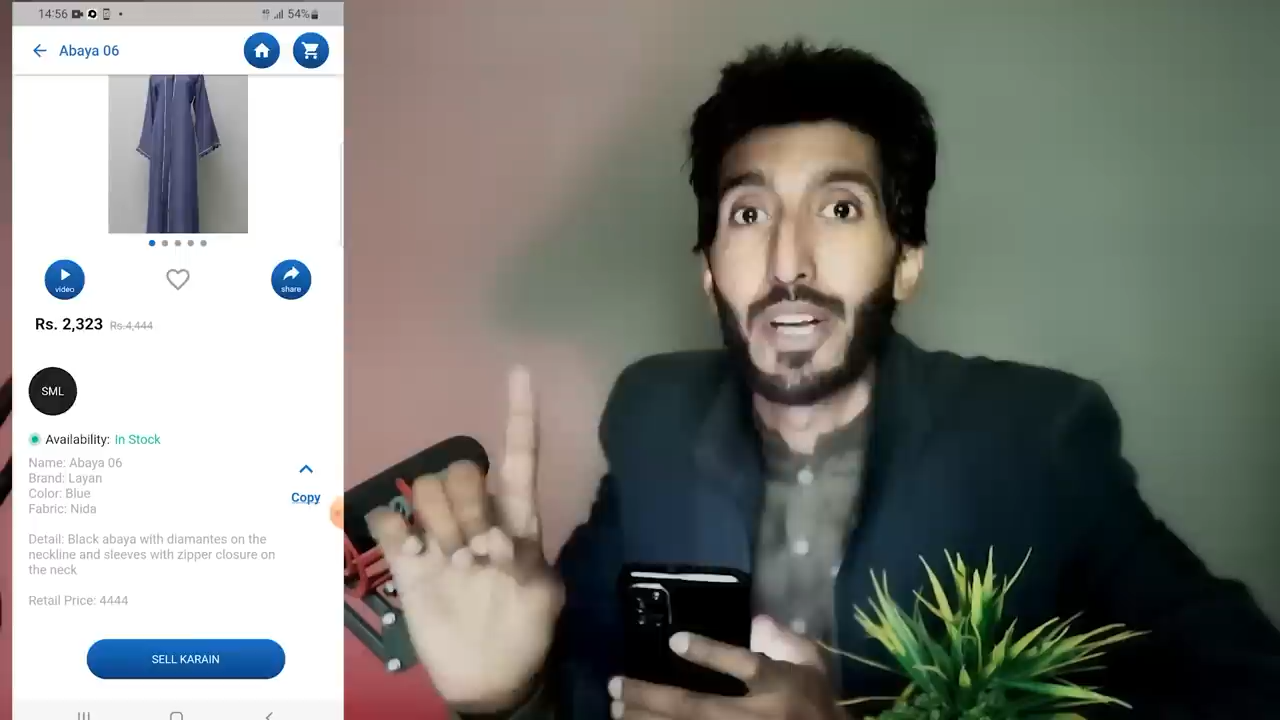 14:56
54%
Abaya 06
video
share
Rs. 2,323 Rs.4,444
SML
Availability: In Stock
Name: Abaya 06
Brand: Layan
Color: Blue
Fabric: Nida
Copy
Detail: Black abaya with diamantes on the
neckline and sleeves with zipper closure on
the neck
Retail Price: 4444
SELL KARAIN